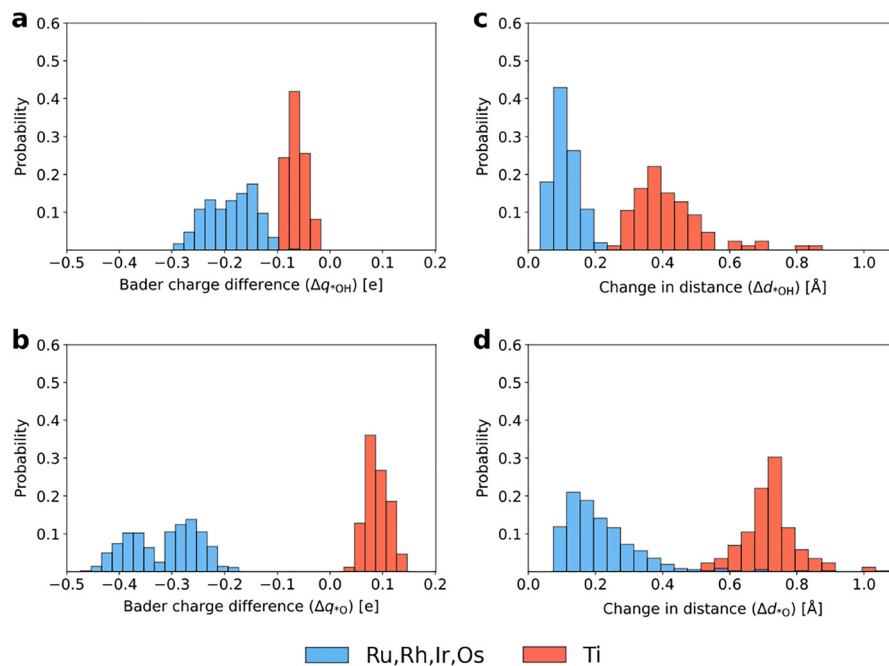 a
0.6
0.5
0.4
0.3
0.2
0.1
Probability
−0.5 −0.4 −0.3 −0.2 −0.1 0.0 0.1 0.2
Bader charge difference (Δq*OH) [e]
c
0.6
0.5
0.4
0.3
0.2
0.1
Probability
0.0 0.2 0.4 0.6 0.8 1.0
Change in distance (Δd*OH) [Å]
b
0.6
0.5
0.4
0.3
0.2
0.1
Probability
−0.5 −0.4 −0.3 −0.2 −0.1 0.0 0.1 0.2
Bader charge difference (Δq*O) [e]
d
0.6
0.5
0.4
0.3
0.2
0.1
Probability
0.0 0.2 0.4 0.6 0.8 1.0
Change in distance (Δd*O) [Å]
Ru,Rh,Ir,Os Ti